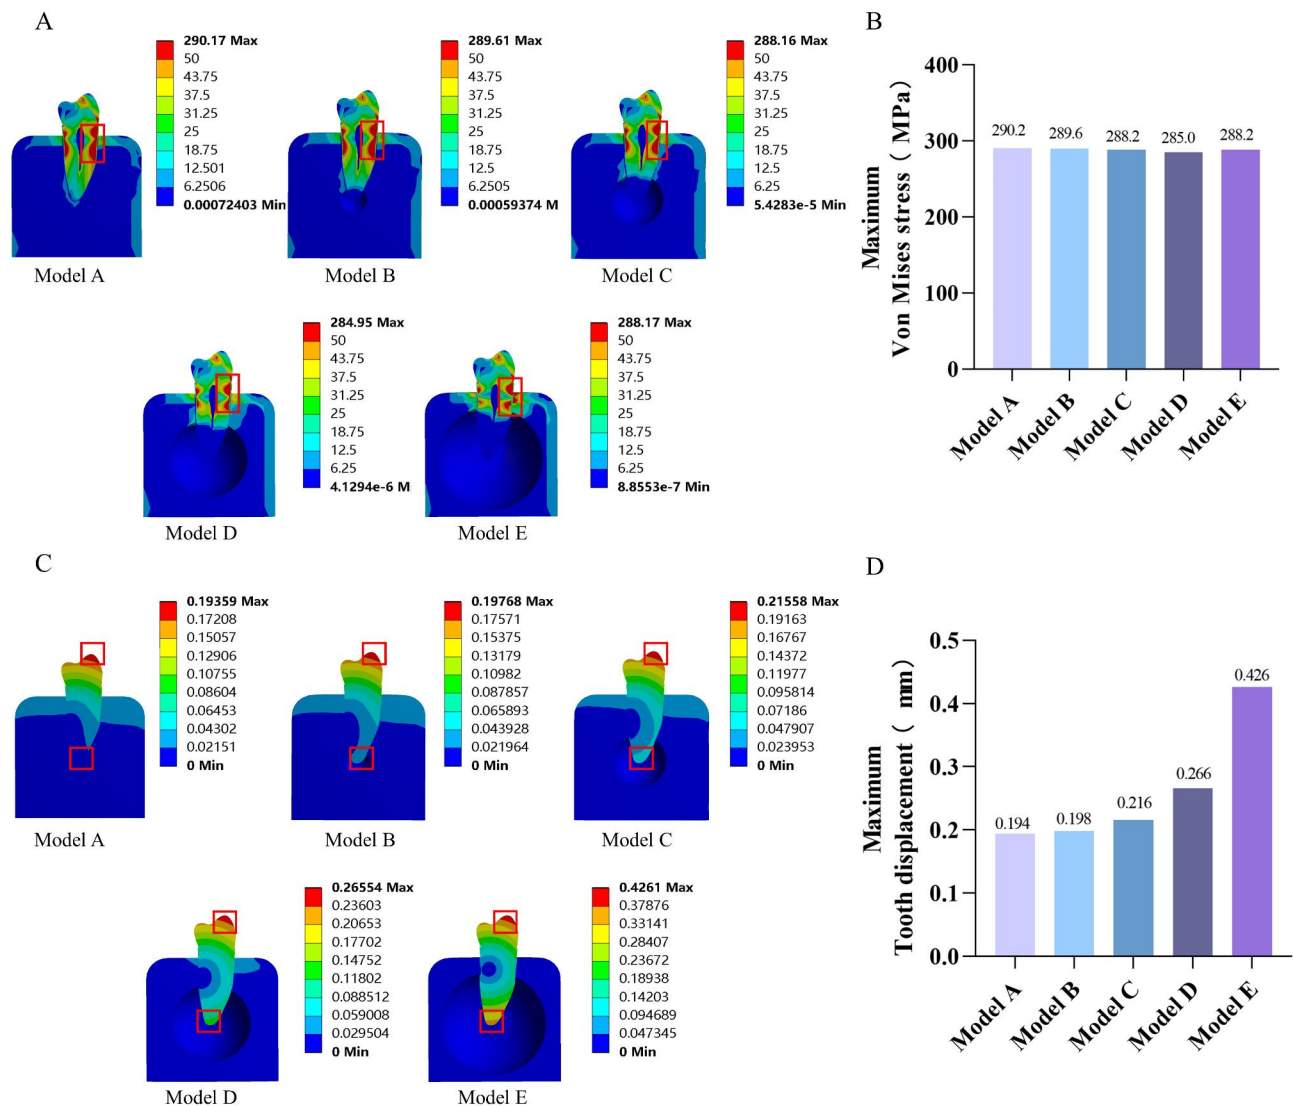 A
290.17 Max
50
43.75
37.5
31.25
25
18.75
12.501
6.2506
0.00072403 Min
Model A
289.61 Max
50
43.75
37.5
31.25
25
18.75
12.5
6.2505
0.00059374 M
Model B
288.16 Max
50
43.75
37.5
31.25
25
18.75
12.5
6.25
5.4283e-5 Min
Model C
284.95 Max
50
43.75
37.5
31.25
25
18.75
12.5
6.25
4.1294e-6 M
Model D
288.17 Max
50
43.75
37.5
31.25
25
18.75
12.5
6.25
8.8553e-7 Min
Model E
B
Maximum
Von Mises stress（ MPa）
400
300
200
100
0
290.2
289.6
288.2
285.0
288.2
Model A
Model B
Model C
Model D
Model E
C
0.19359 Max
0.17208
0.15057
0.12906
0.10755
0.08604
0.06453
0.04302
0.02151
0 Min
Model A
0.19768 Max
0.17571
0.15375
0.13179
0.10982
0.087857
0.065893
0.043928
0.021964
0 Min
Model B
0.21558 Max
0.19163
0.16767
0.14372
0.11977
0.095814
0.07186
0.047907
0.023953
0 Min
Model C
0.26554 Max
0.23603
0.20653
0.17702
0.14752
0.11802
0.088512
0.059008
0.029504
0 Min
Model D
0.4261 Max
0.37876
0.33141
0.28407
0.23672
0.18938
0.14203
0.094689
0.047345
0 Min
Model E
D
Maximum
Tooth displacement（ mm）
0.5
0.4
0.3
0.2
0.1
0.0
0.194
0.198
0.216
0.266
0.426
Model A
Model B
Model C
Model D
Model E